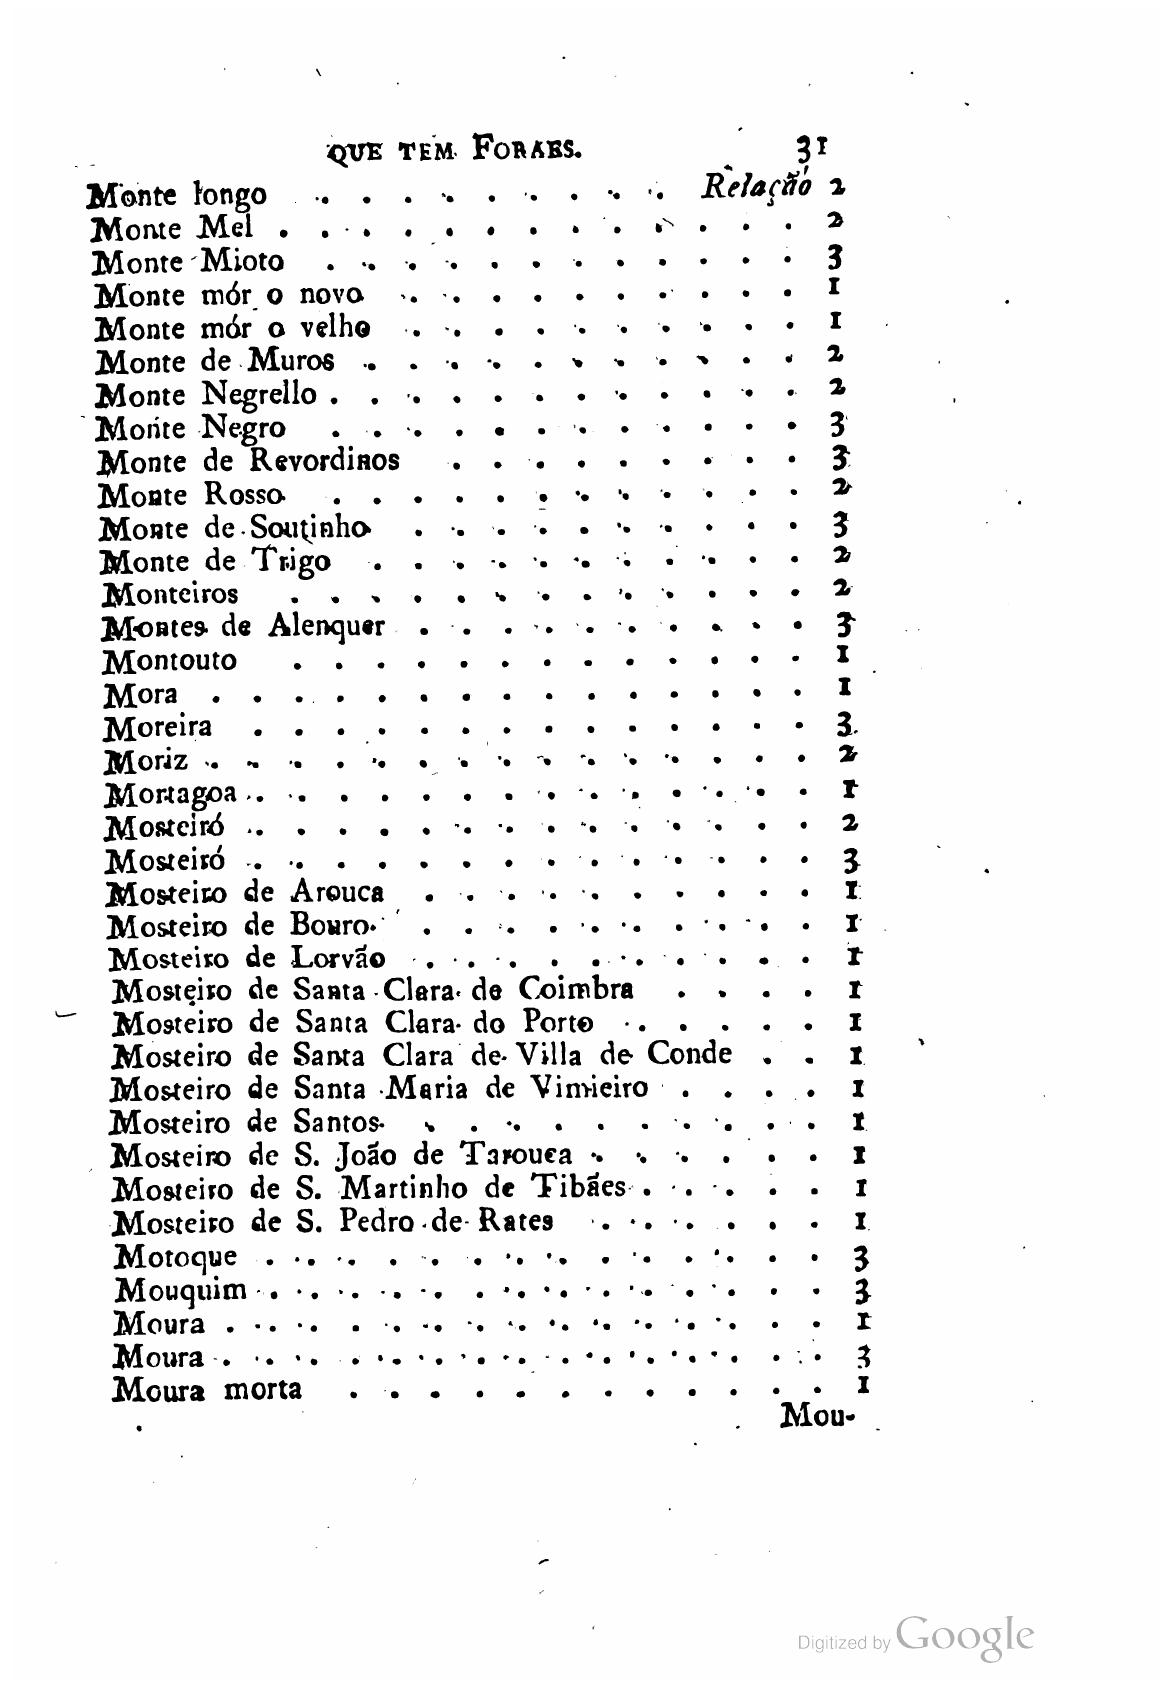 QUE TEM FORAES. 31
Monte longo . . . . . . . . . Relação 2
Monte Mel . . . . . . . . . . . . . 2
Monte Mioto . . . . . . . . . . . . 3
Monte mór o novo . . . . . . . . . . 1
Monte mór o velho . . . . . . . . . . 1
Monte de Muros . . . . . . . . . . . 2
Monte Negrello . . . . . . . . . . . . 2
Monte Negro . . . . . . . . . . . . 3
Monte de Revordinos . . . . . . . . . 3
Monte Rosso . . . . . . . . . . . . 2
Monte de Soutinho . . . . . . . . . . 3
Monte de Trigo . . . . . . . . . . . 2
Monteiros . . . . . . . . . . . . . 2
Montes de Alenquer . . . . . . . . . . 3
Montouto . . . . . . . . . . . . . 1
Mora . . . . . . . . . . . . . . . 1
Moreira . . . . . . . . . . . . . . 3
Moriz . . . . . . . . . . . . . . . 2
Mortagoa . . . . . . . . . . . . . . 1
Mosteiró . . . . . . . . . . . . . . 2
Mosteiró . . . . . . . . . . . . . . 3
Mosteiro de Arouca . . . . . . . . . . 1
Mosteiro de Bouro . . . . . . . . . . 1
Mosteiro de Lorvão . . . . . . . . . . 1
Mosteiro de Santa Clara de Coimbra . . . . 1
Mosteiro de Santa Clara do Porto . . . . . 1
Mosteiro de Santa Clara de Villa de Conde . . 1
Mosteiro de Santa Maria de Vimieiro . . . . 1
Mosteiro de Santos . . . . . . . . . . 1
Mosteiro de S. João de Tarouca . . . . . . 1
Mosteiro de S. Martinho de Tibães . . . . . 1
Mosteiro de S. Pedro de Rates . . . . . . 1
Motoque . . . . . . . . . . . . . . 3
Mouquim . . . . . . . . . . . . . . 3
Moura . . . . . . . . . . . . . . . 1
Moura . . . . . . . . . . . . . . . 3
Moura morta . . . . . . . . . . . . 1
Mou-
Digitized by Google